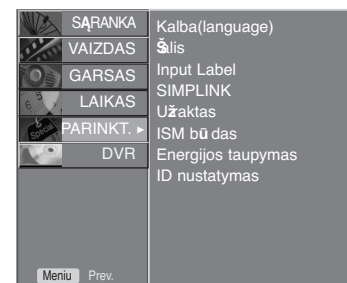 SĄRANKA
VAIZDAS
GARSAS
LAIKAS
PARINKT. ►
DVR
Kalba(language)
Šalis
Input Label
SIMPLINK
Užraktas
ISM būdas
Energijos taupymas
ID nustatymas
Meniu Prev.